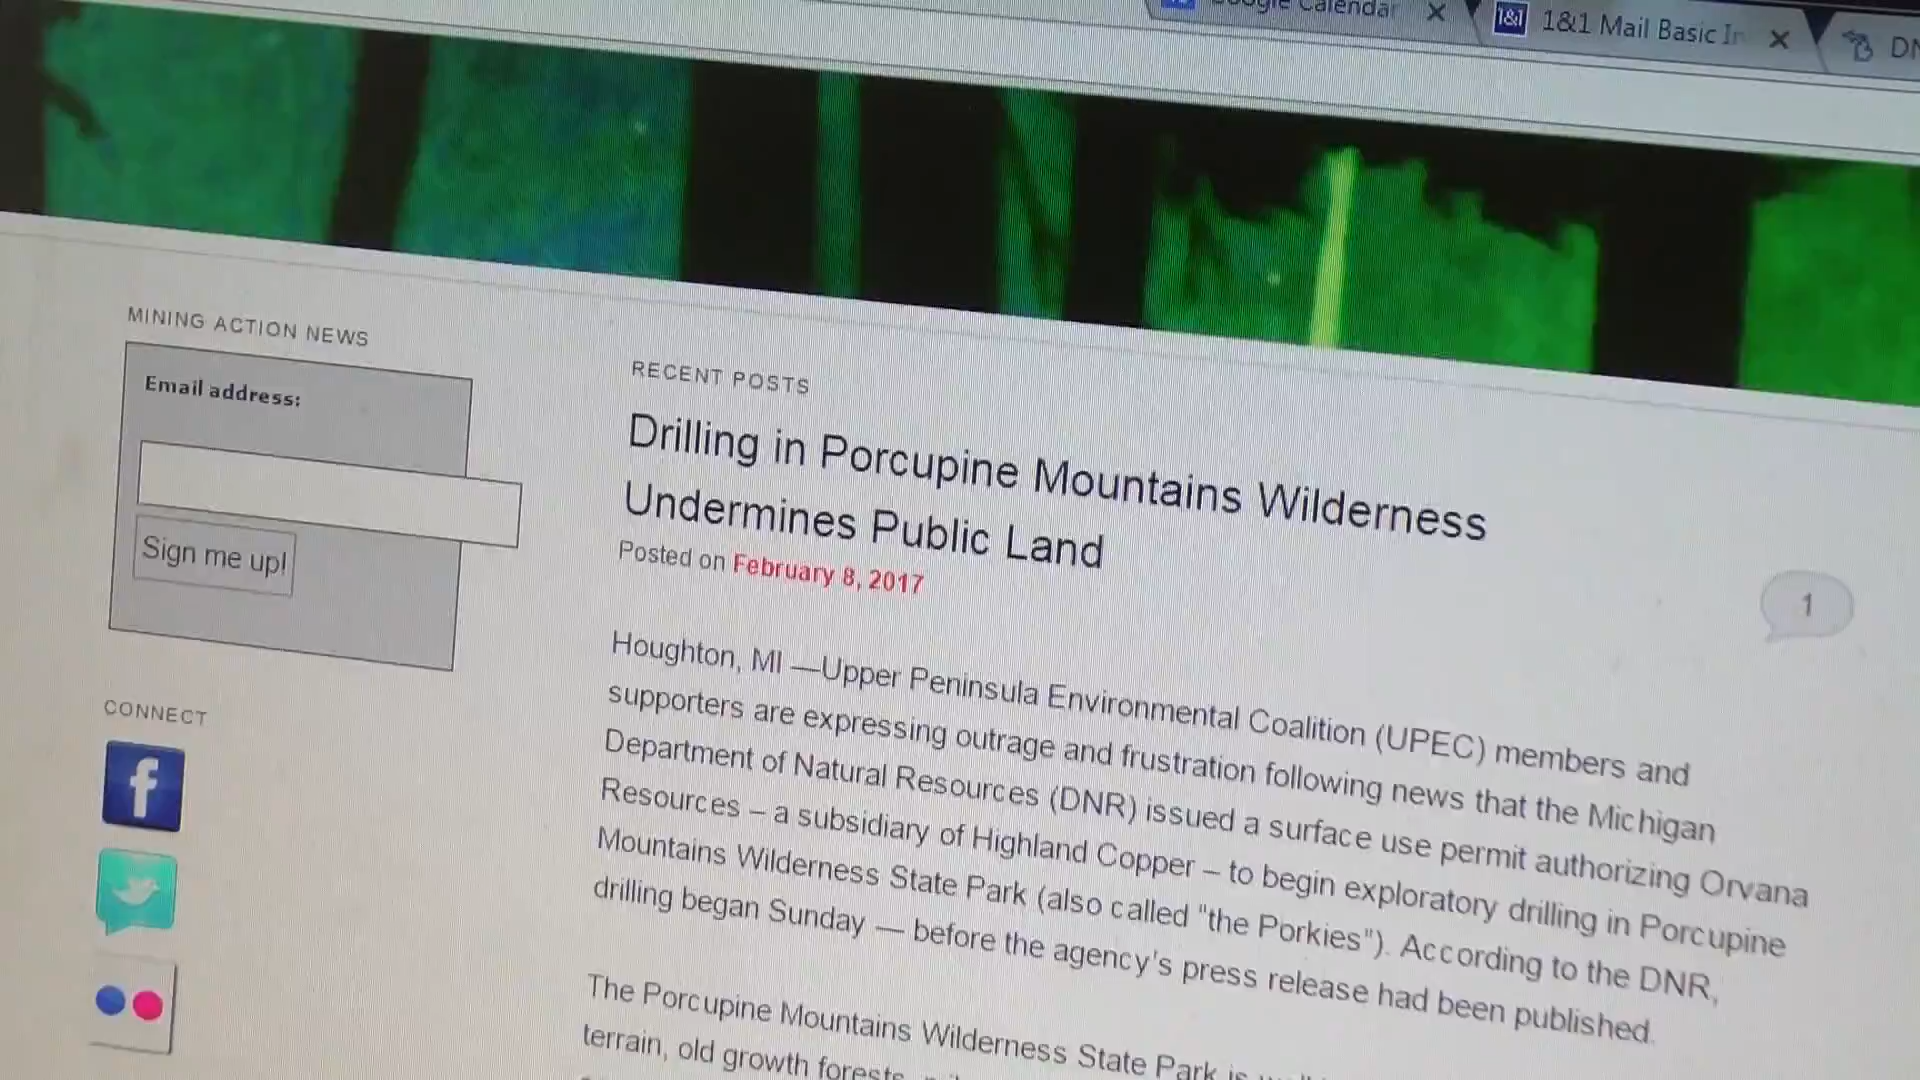 Google Calendar
1&1 Mail Basic
MINING ACTION NEWS
Email address:
Sign me up!
CONNECT
RECENT POSTS
Drilling in Porcupine Mountains Wilderness
Undermines Public Land
Posted on February 8, 2017
1
Houghton, MI —Upper Peninsula Environmental Coalition (UPEC) members and
supporters are expressing outrage and frustration following news that the Michigan
Department of Natural Resources (DNR) issued a surface use permit authorizing Orvana
Resources – a subsidiary of Highland Copper – to begin exploratory drilling in Porcupine
Mountains Wilderness State Park (also called "the Porkies"). According to the DNR,
drilling began Sunday — before the agency's press release had been published.
The Porcupine Mountains Wilderness State Park is
terrain, old growth forests,